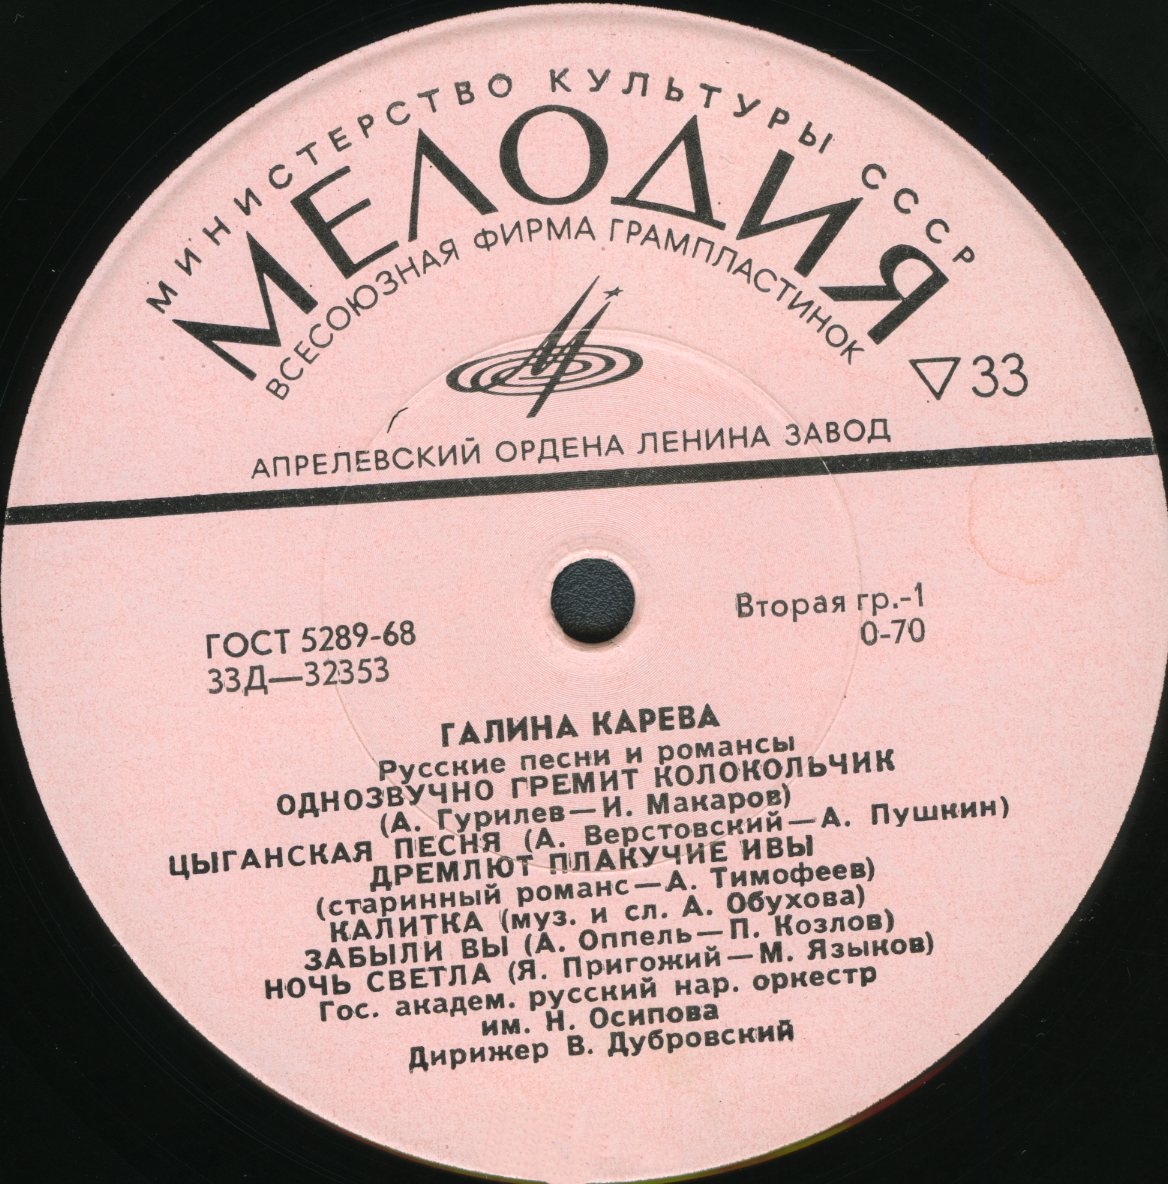 МИНИСТЕРСТВО КУЛЬТУРЫ СССР
МЕЛОДИЯ
ВСЕСОЮЗНАЯ ФИРМА ГРАМПЛАСТИНОК
▽33
АПРЕЛЕВСКИЙ ОРДЕНА ЛЕНИНА ЗАВОД
ГОСТ 5289-68
33Д—32353
Вторая гр.-1
0-70
ГАЛИНА КАРЕВА
Русские песни и романсы
ОДНОЗВУЧНО ГРЕМИТ КОЛОКОЛЬЧИК
(А. Гурилев—И. Макаров)
ЦЫГАНСКАЯ ПЕСНЯ (А. Верстовский—А. Пушкин)
ДРЕМЛЮТ ПЛАКУЧИЕ ИВЫ
(старинный романс—А. Тимофеев)
КАЛИТКА (муз. и сл. А. Обухова)
ЗАБЫЛИ ВЫ (А. Оппель—П. Козлов)
НОЧЬ СВЕТЛА (Я. Пригожий—М. Языков)
Гос. академ. русский нар. оркестр
им. Н. Осипова
Дирижер В. Дубровский